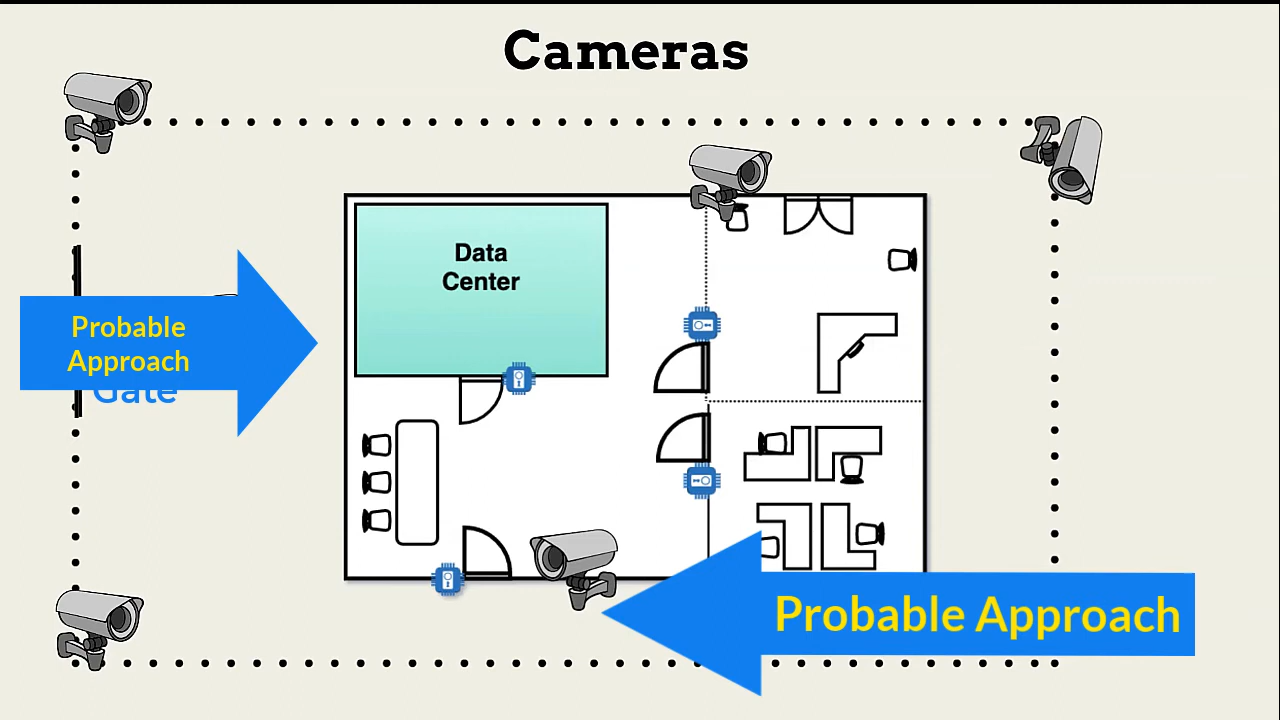 Cameras
Data
Center
Probable
Approach
Gate
Probable Approach